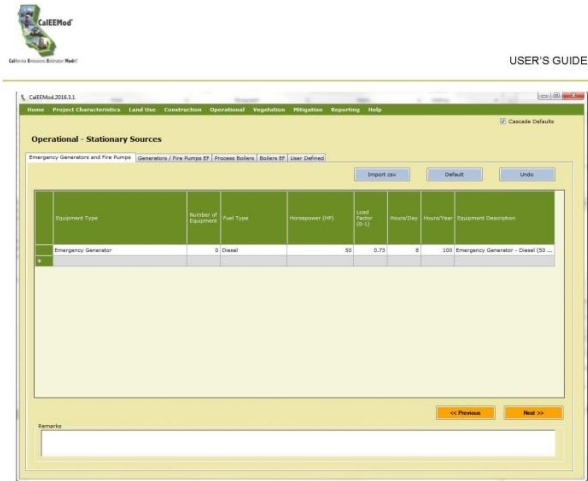 CalEEMod
California Emissions Estimator Model
USER'S GUIDE
CalEEMod.2016.3.1
Home Project Characteristics Land Use Construction Operational Vegetation Mitigation Reporting Help
Cascade Defaults
Operational - Stationary Sources
Emergency Generators and Fire Pumps Generators / Fire Pumps EF Process Boilers Boilers EF User Defined
Import csv Default Undo
Equipment Type Number of Equipment Fuel Type Horsepower (HP) Load Factor (0-1) Hours/Day Hours/Year Equipment Description
Emergency Generator 0 Diesel 50 0.73 8 100 Emergency Generator - Diesel (50 ...
<< Previous Next >>
Remarks